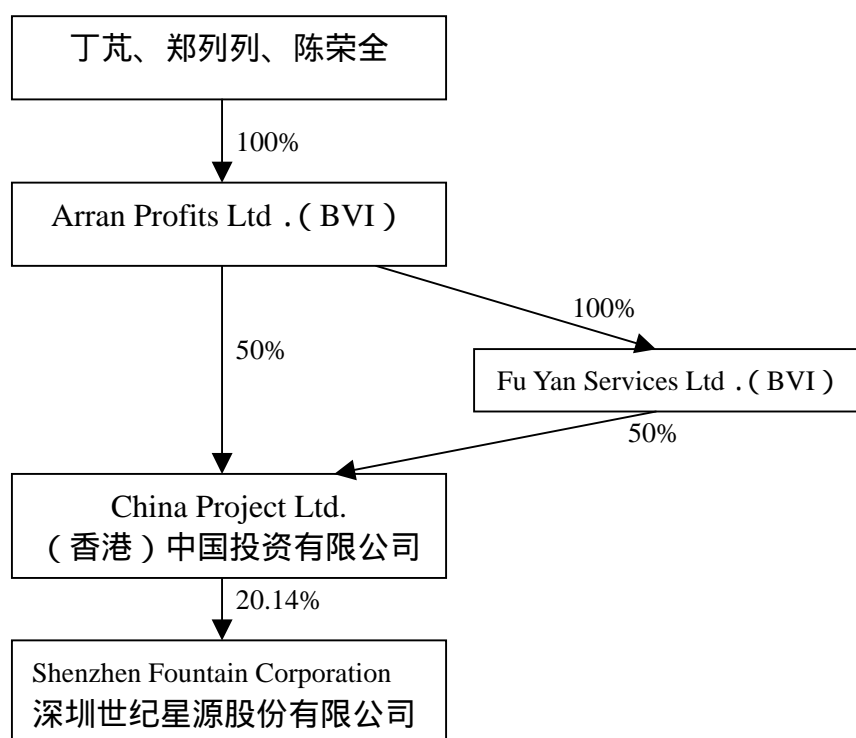 丁芃、郑列列、陈荣全
100%
Arran Profits Ltd .（BVI）
100%
50%
Fu Yan Services Ltd .（BVI）
50%
China Project Ltd.
（香港）中国投资有限公司
20.14%
Shenzhen Fountain Corporation
深圳世纪星源股份有限公司